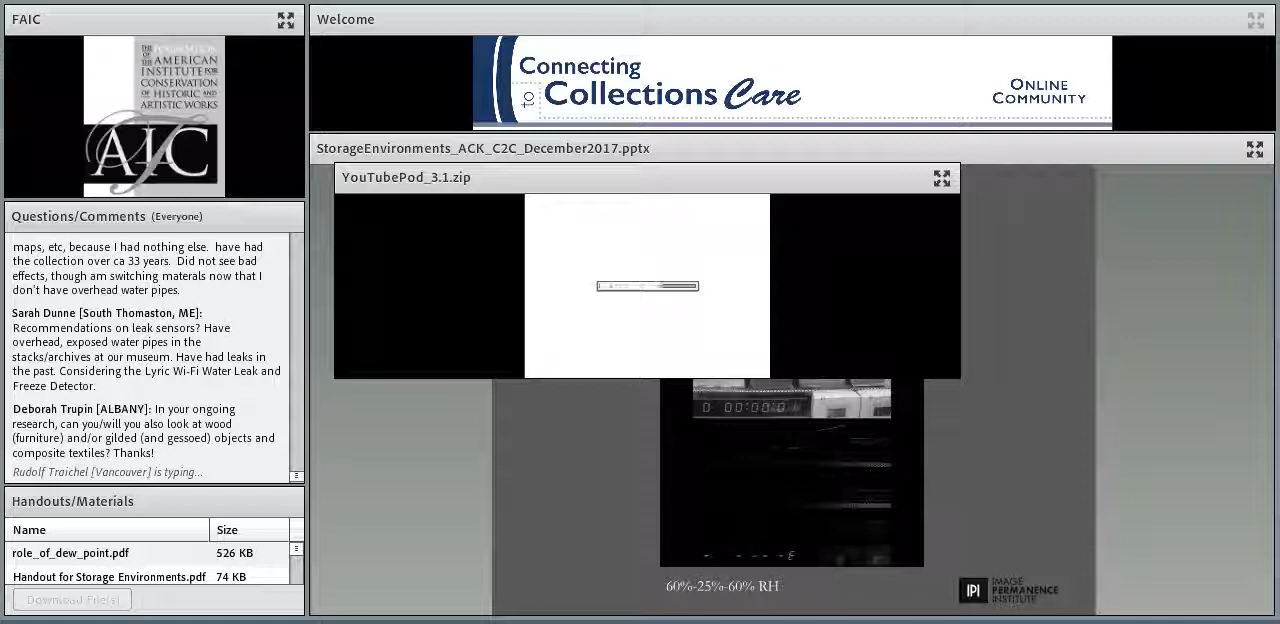 FAIC
THE FOUNDATION
OF THE AMERICAN
INSTITUTE FOR
CONSERVATION
OF HISTORIC AND
ARTISTIC WORKS
AIC
Questions/Comments (Everyone)
maps, etc, because I had nothing else. have had
the collection over ca 33 years. Did not see bad
effects, though am switching materals now that I
don't have overhead water pipes.
Sarah Dunne [South Thomaston, ME]:
Recommendations on leak sensors? Have
overhead, exposed water pipes in the
stacks/archives at our museum. Have had leaks in
the past. Considering the Lyric Wi-Fi Water Leak and
Freeze Detector.
Deborah Trupin [ALBANY]: In your ongoing
research, can you/will you also look at wood
(furniture) and/or gilded (and gessoed) objects and
composite textiles? Thanks!
Rudolf Traichel [Vancouver] is typing...
Handouts/Materials
Name Size
role_of_dew_point.pdf 526 KB
Handout for Storage Environments.pdf 74 KB
Download File(s)
Welcome
Connecting
to Collections Care
ONLINE
COMMUNITY
StorageEnvironments_ACK_C2C_December2017.pptx
YouTubePod_3.1.zip
0 00:00:0
E
60%-25%-60% RH
IPI
IMAGE
PERMANENCE
INSTITUTE